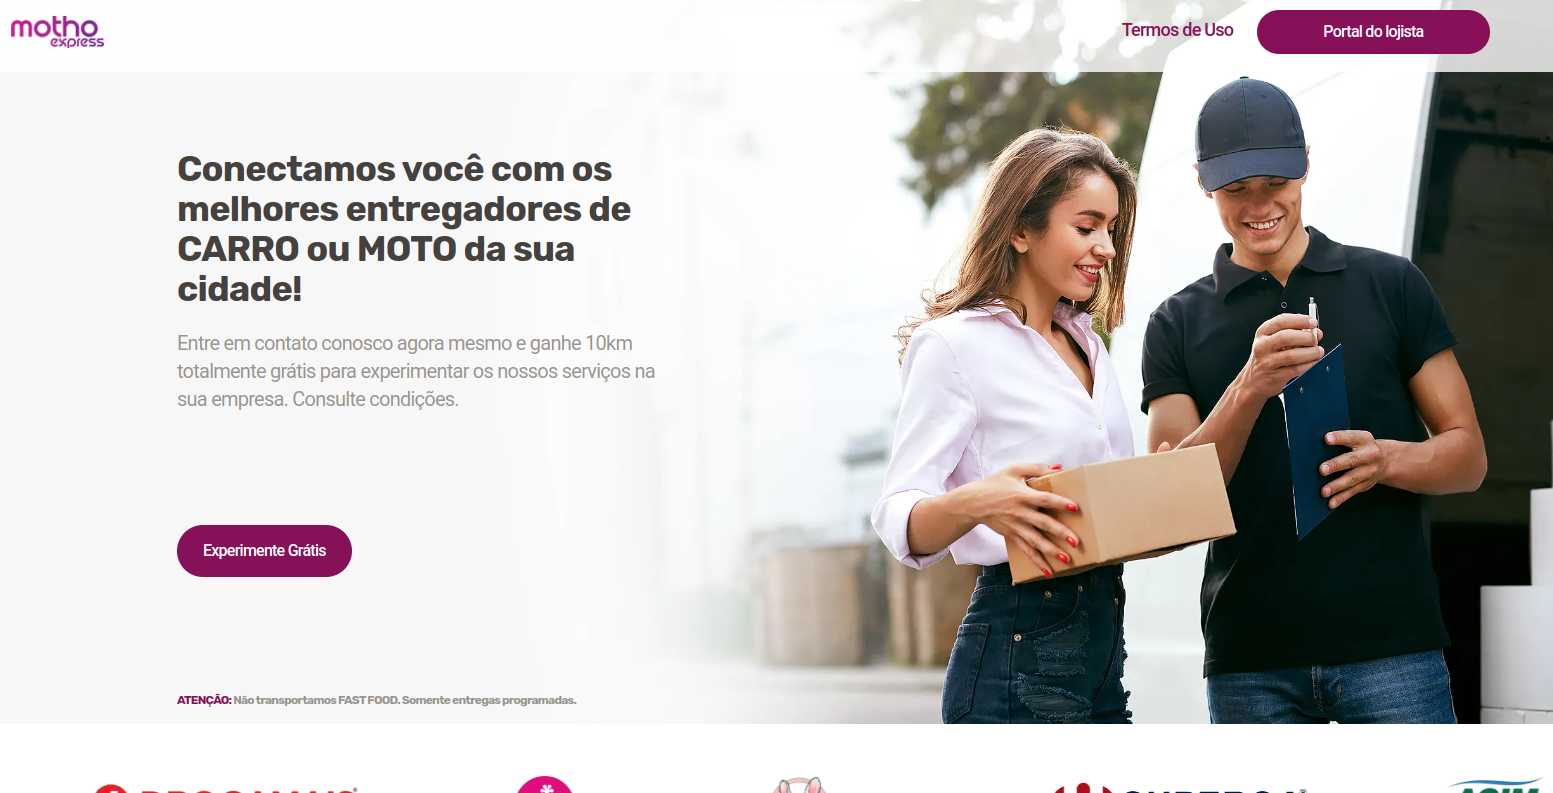 motho
express
Termos de Uso
Portal do lojista
Conectamos você com os
melhores entregadores de
CARRO ou MOTO da sua
cidade!
Entre em contato conosco agora mesmo e ganhe 10km
totalmente grátis para experimentar os nossos serviços na
sua empresa. Consulte condições.
Experimente Grátis
ATENÇÃO: Não transportamos FAST FOOD. Somente entregas programadas.